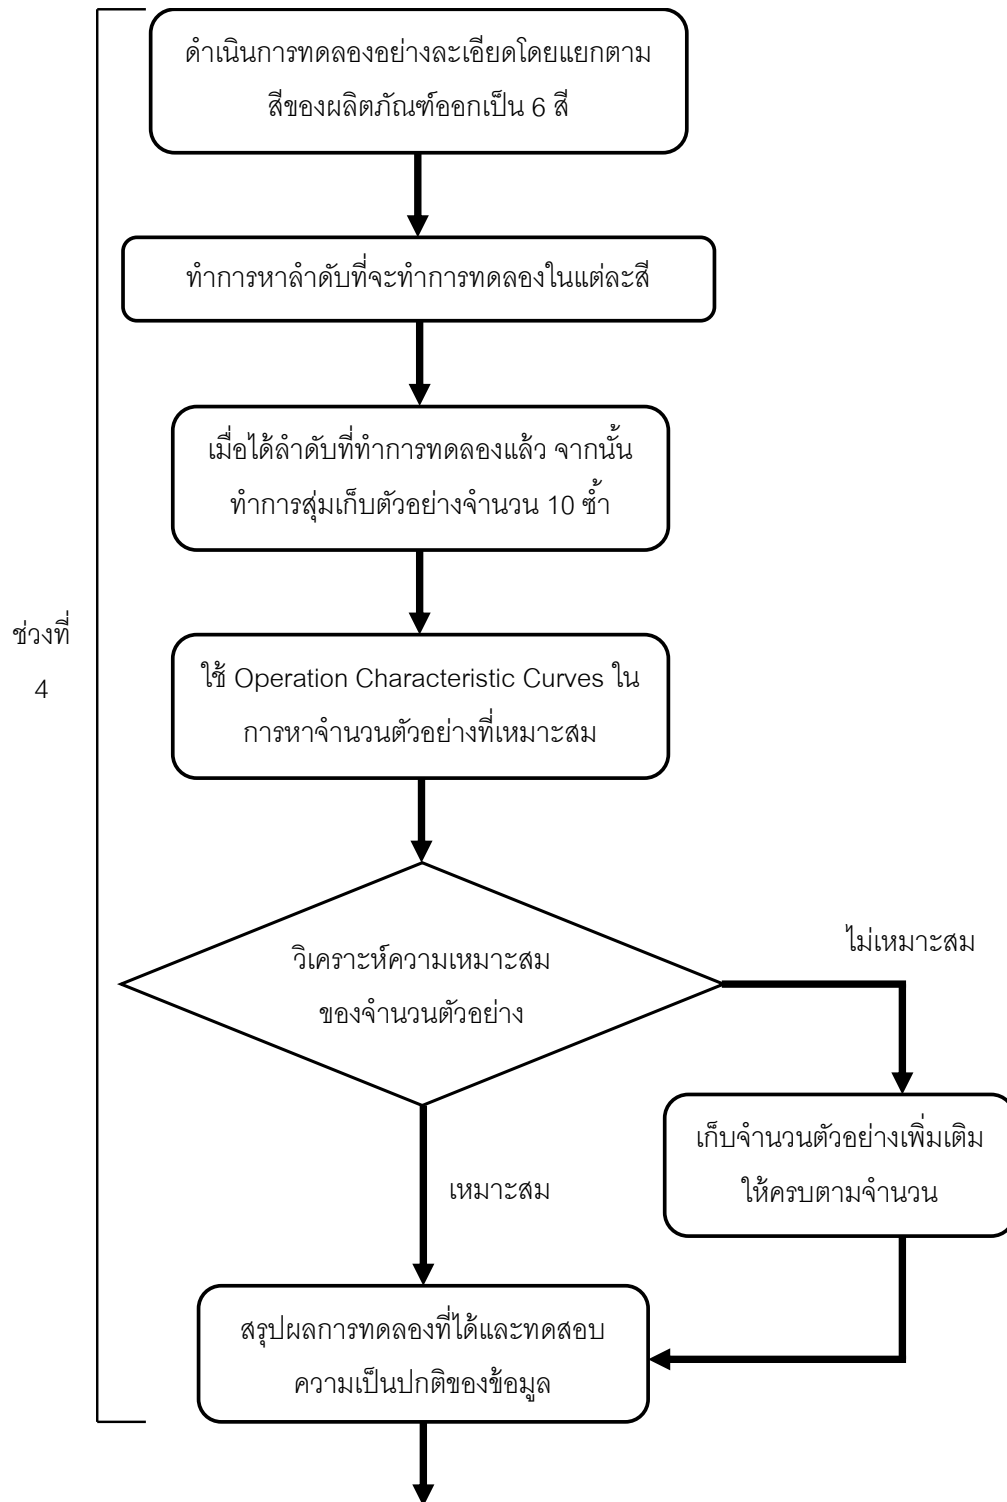 ดำเนินการทดลองอย่างละเอียดโดยแยกตาม
สีของผลิตภัณฑ์ออกเป็น 6 สี
ทำการหาลำดับที่จะทำการทดลองในแต่ละสี
เมื่อได้ลำดับที่ทำการทดลองแล้ว จากนั้น
ทำการสุ่มเก็บตัวอย่างจำนวน 10 ซ้ำ
ช่วงที่
4
ใช้ Operation Characteristic Curves ใน
การหาจำนวนตัวอย่างที่เหมาะสม
วิเคราะห์ความเหมาะสม
ของจำนวนตัวอย่าง
ไม่เหมาะสม
เก็บจำนวนตัวอย่างเพิ่มเติม
ให้ครบตามจำนวน
เหมาะสม
สรุปผลการทดลองที่ได้และทดสอบ
ความเป็นปกติของข้อมูล